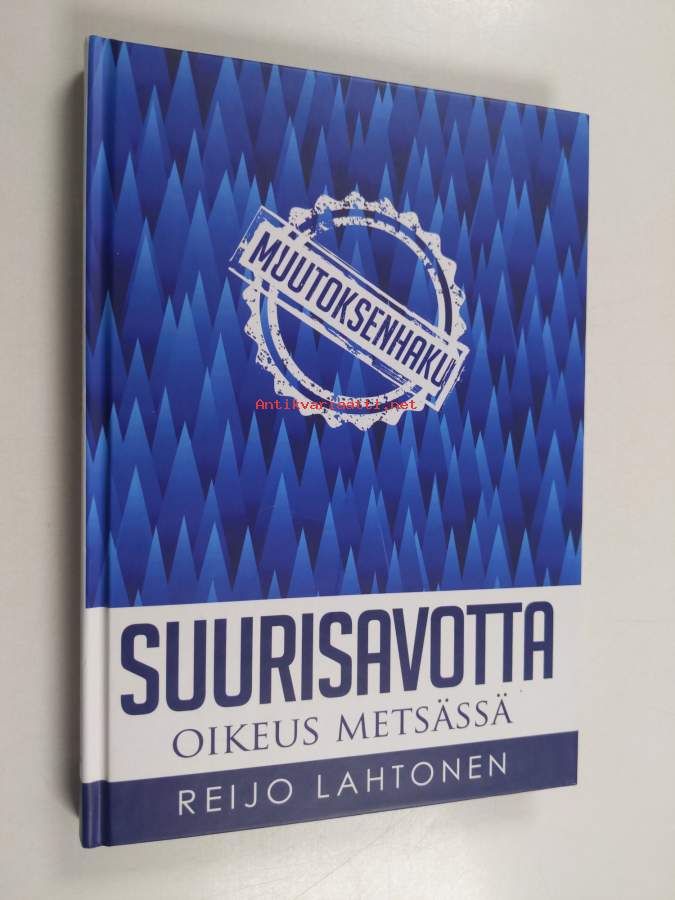 MUUTOKSENHAKU
Antikvariaatti.net
SUURISAVOTTA
OIKEUS METSÄSSÄ
REIJO LAHTONEN